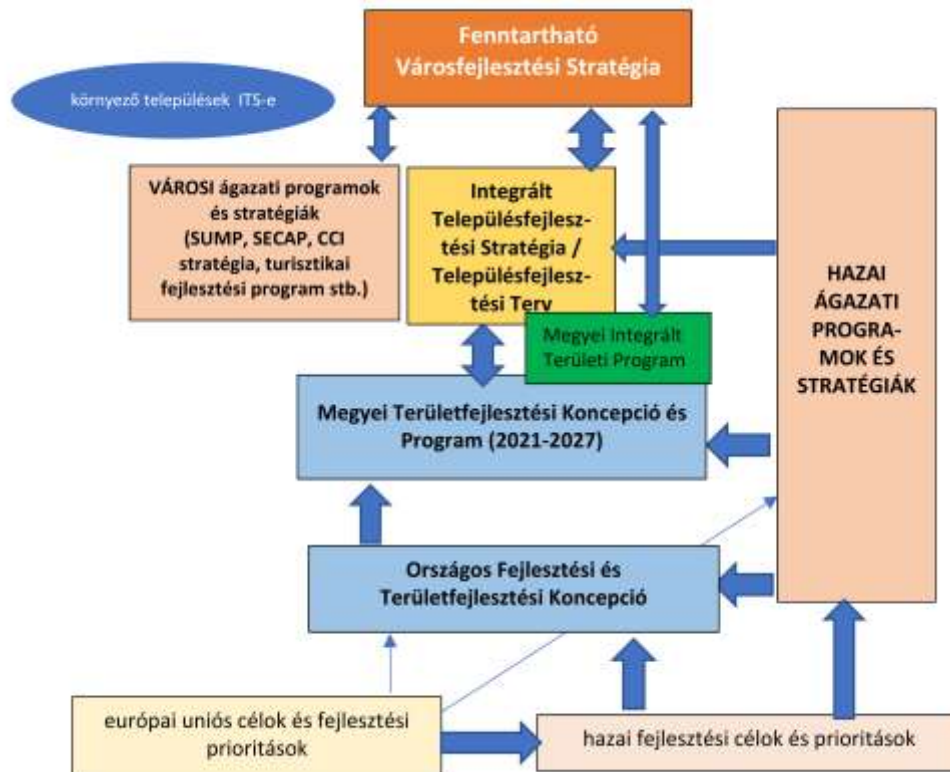 Fenntartható
Városfejlesztési Stratégia
környező települések ITS-e
VÁROSI ágazati programok
és stratégiák
(SUMP, SECAP, CCI
stratégia, turisztikai
fejlesztési program stb.)
Integrált
Településfejlesz-
tési Stratégia /
Településfejlesz-
tési Terv
HAZAI
ÁGAZATI
PROGRA-
MOK ÉS
STRATÉGIÁK
Megyei Integrált
Területi Program
Megyei Területfejlesztési Koncepció és
Program (2021-2027)
Országos Fejlesztési és
Területfejlesztési Koncepció
európai uniós célok és fejlesztési
prioritások
hazai fejlesztési célok és prioritások